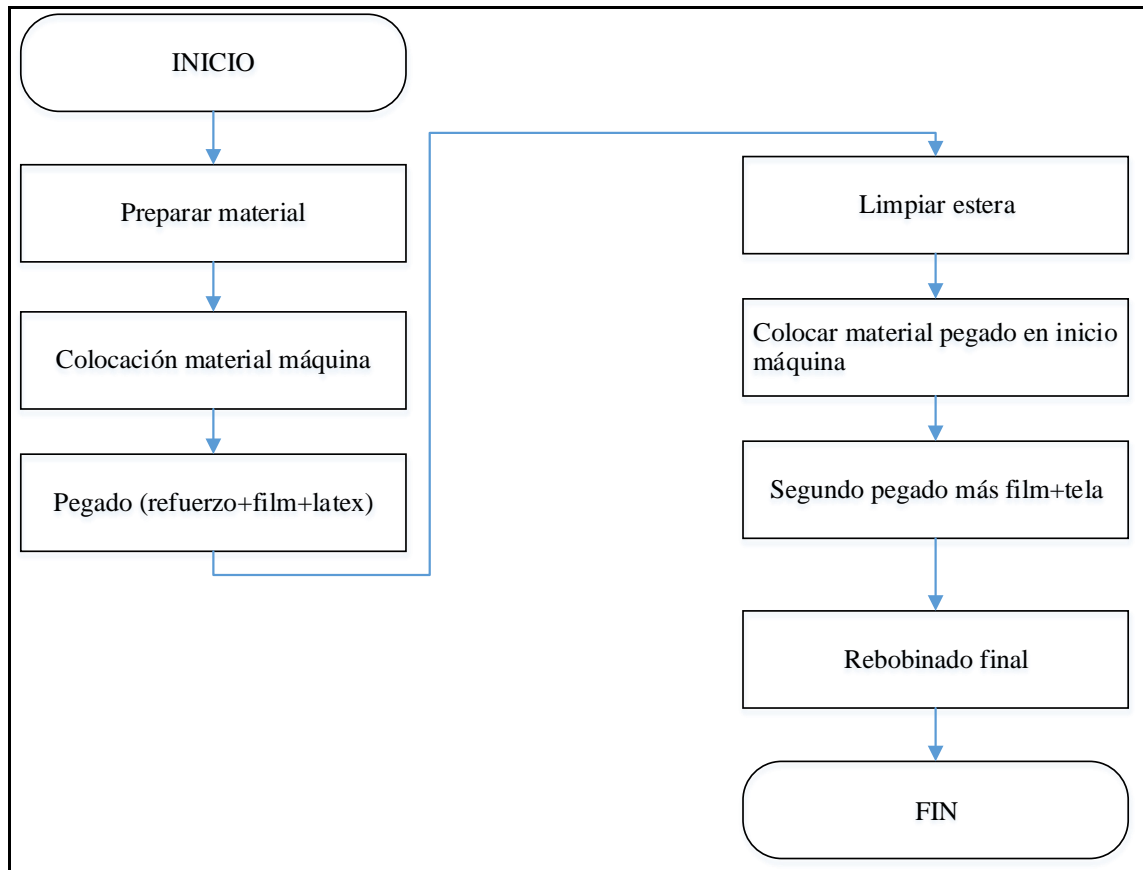 INICIO
Preparar material
Colocación material máquina
Pegado (refuerzo+film+latex)
Limpiar estera
Colocar material pegado en inicio
máquina
Segundo pegado más film+tela
Rebobinado final
FIN